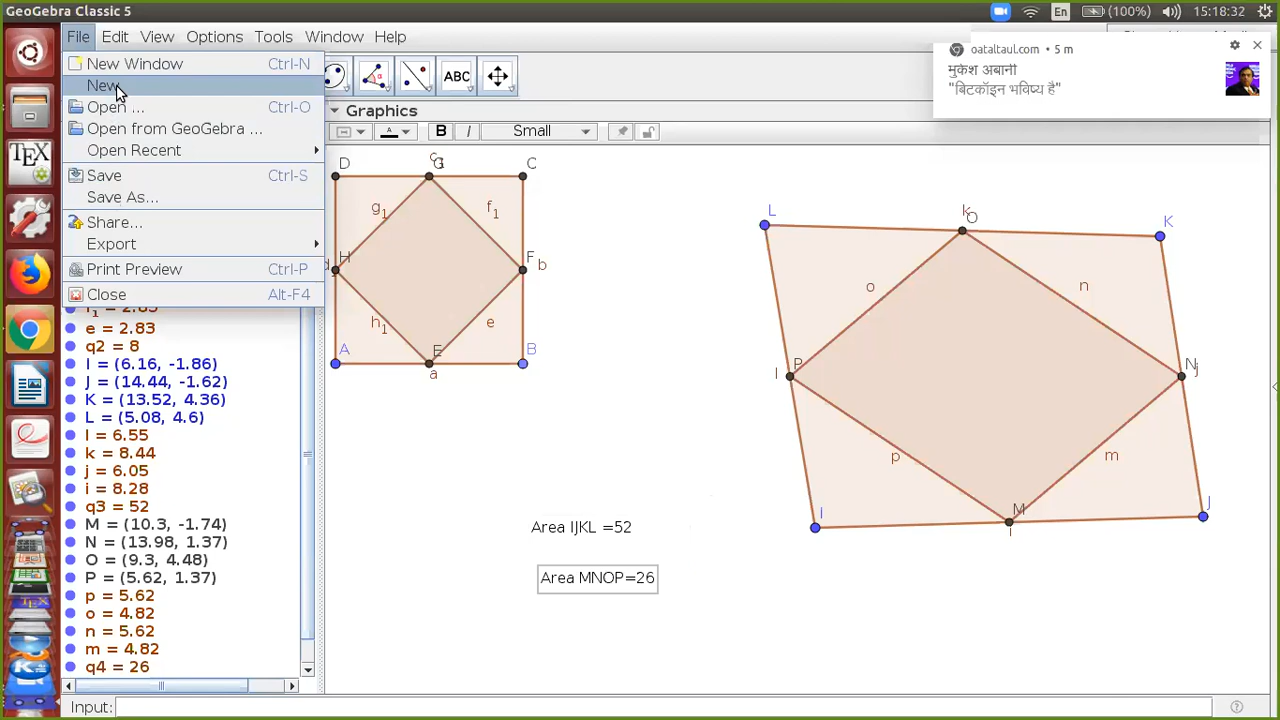 GeoGebra Classic 5
En
(100%)
15:18:32
File Edit View Options Tools Window Help
New Window Ctrl-N
New
Open ... Ctrl-O
Open from GeoGebra ...
Open Recent
Save Ctrl-S
Save As...
Share...
Export
Print Preview Ctrl-P
Close Alt-F4
ABC
oataltaul.com • 5 m
मुकेश अंबानी
"बिटकॉइन भविष्य है"
Graphics
A B I Small
e = 2.83
q2 = 8
I = (6.16, -1.86)
J = (14.44, -1.62)
K = (13.52, 4.36)
L = (5.08, 4.6)
l = 6.55
k = 8.44
j = 6.05
i = 8.28
q3 = 52
M = (10.3, -1.74)
N = (13.98, 1.37)
O = (9.3, 4.48)
P = (5.62, 1.37)
p = 5.62
o = 4.82
n = 5.62
m = 4.82
q4 = 26
D G C
g1 f1
H F b
h1 e
A E B
a
L k O K
o n
l P N j
p m
I M J
i
Area IJKL =52
Area MNOP=26
Input:
TEX